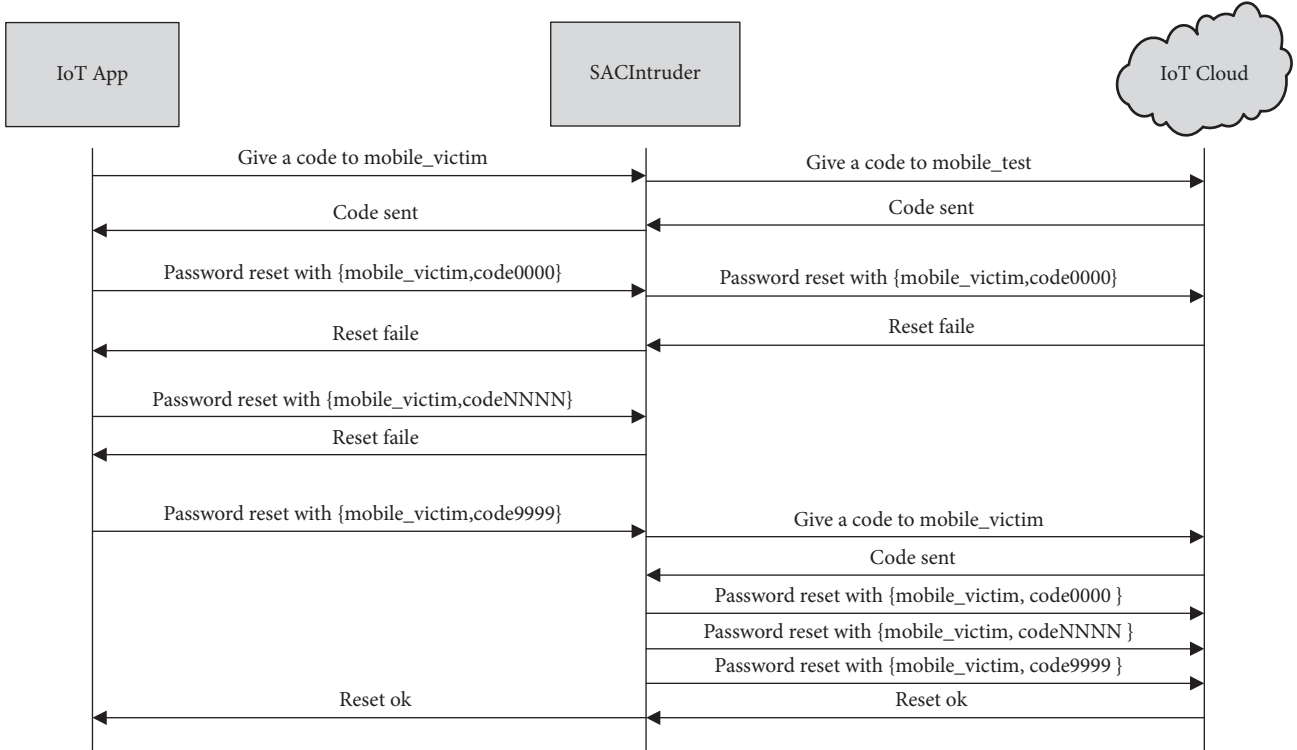 IoT App
SACIntruder
IoT Cloud
Give a code to mobile_victim
Give a code to mobile_test
Code sent
Code sent
Password reset with {mobile_victim,code0000}
Password reset with {mobile_victim,code0000}
Reset faile
Reset faile
Password reset with {mobile_victim,codeNNNN}
Reset faile
Password reset with {mobile_victim,code9999}
Give a code to mobile_victim
Code sent
Password reset with {mobile_victim, code0000 }
Password reset with {mobile_victim, codeNNNN }
Password reset with {mobile_victim, code9999 }
Reset ok
Reset ok